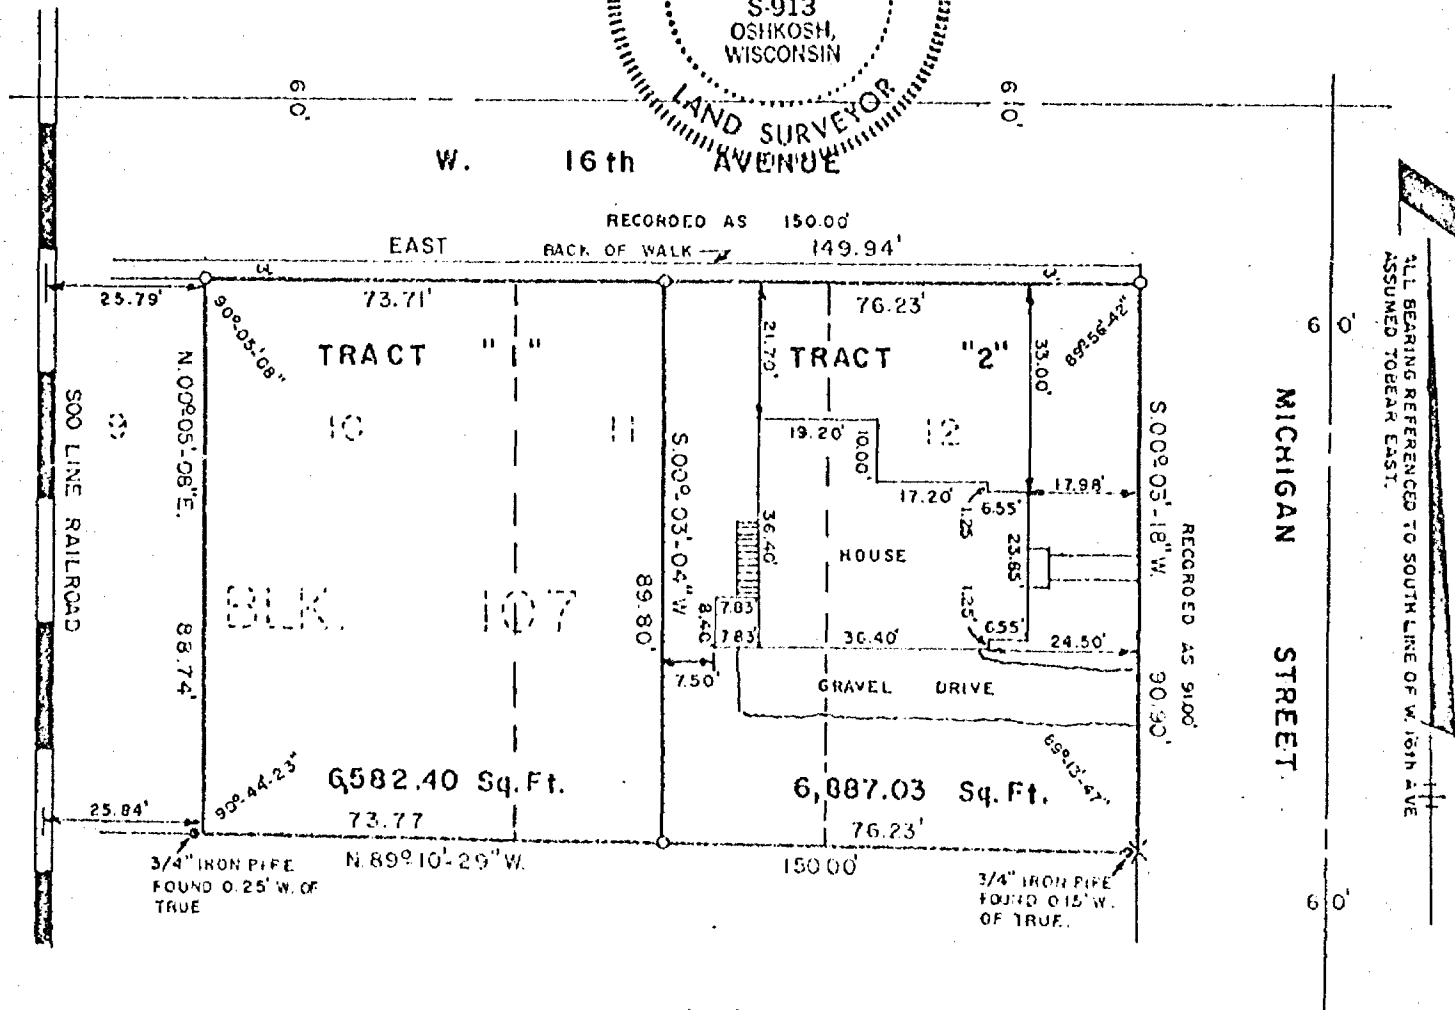 S-913
OSHKOSH,
WISCONSIN
LAND SURVEYOR
60'
60'
W. 16th AVENUE
RECORDED AS 150.00'
EAST
BACK OF WALK
149.94'
3'
3'
25.79'
73.71'
76.23'
90°-05'-08"
89°-56'-42"
TRACT "1"
TRACT "2"
21.70'
33.00'
60'
N.00°05'-08"E.
88.74'
9
10
11
12
SOO LINE RAILROAD
S.00°-03'-04"W
89.80'
19.20'
10.00'
17.20'
1.25
6.55'
17.98'
S.00°03'-18"W.
90.90'
RECORDED AS 91.00'
36.40'
HOUSE
23.65'
BLK. 107
7.83'
8.40
7.83'
36.40'
1.25'
6.55'
24.50'
7.50'
GRAVEL DRIVE
MICHIGAN STREET
ALL BEARING REFERENCED TO SOUTH LINE OF W. 16th AVE
ASSUMED TO BEAR EAST.
90°-44-23"
6,582.40 Sq.Ft.
6,887.03 Sq.Ft.
89°-13'-47"
25.84'
73.77
76.23'
N.89°10'-29"W.
150.00'
3/4" IRON PIPE
FOUND 0.25' W. OF
TRUE
3/4" IRON PIPE
FOUND 0.15' W.
OF TRUE.
60'